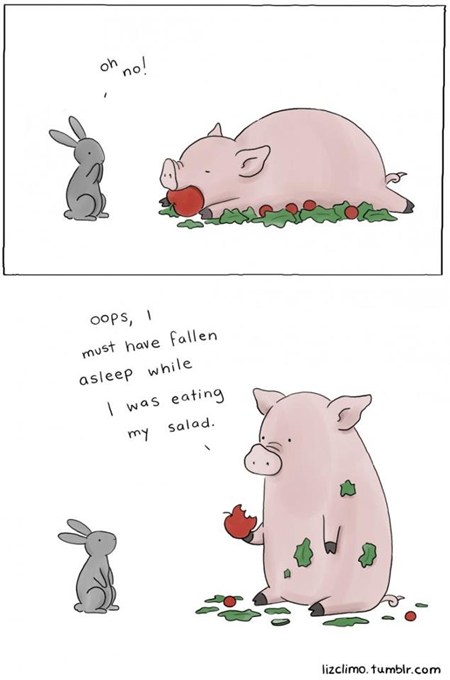 oh
no!
oops, I
must have fallen
asleep while
I was eating
my salad.
lizclimo.tumblr.com